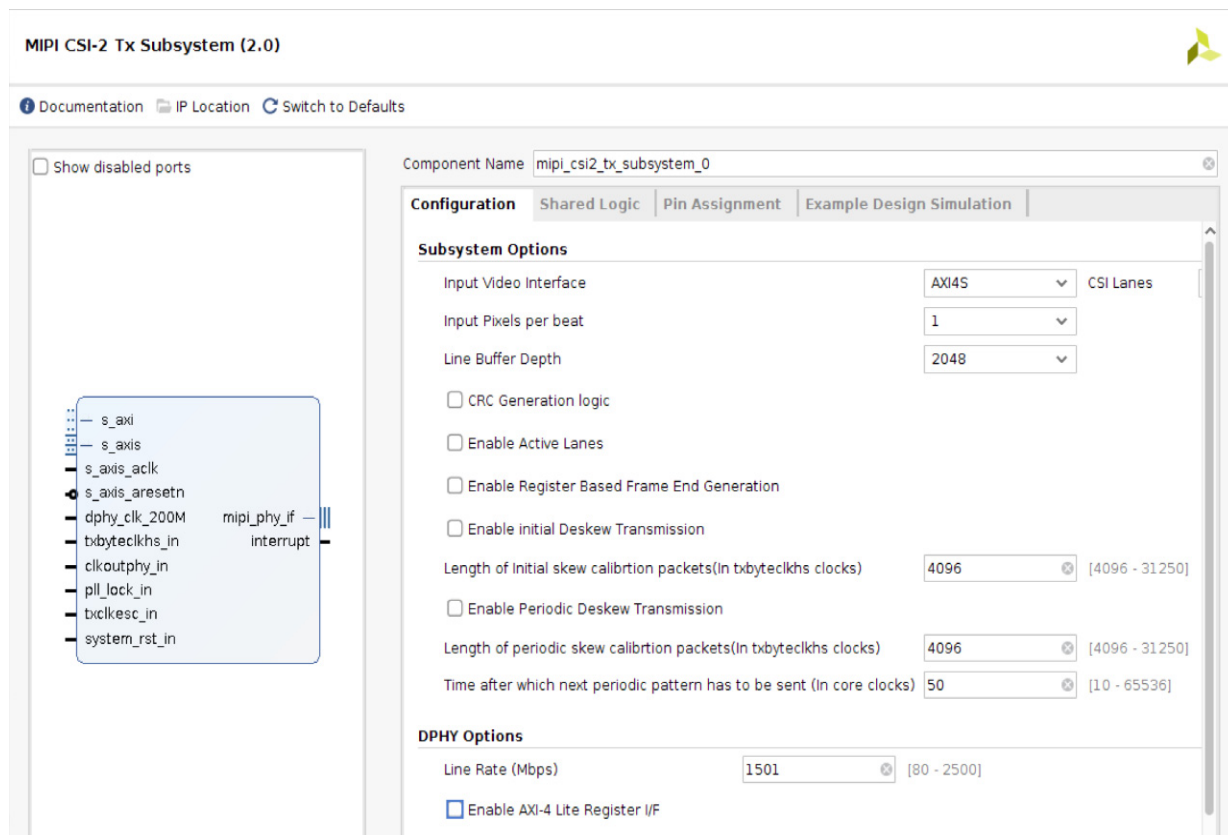 MIPI CSI-2 Tx Subsystem (2.0)
Documentation IP Location Switch to Defaults
Show disabled ports
s_axi
s_axis
s_axis_aclk
s_axis_aresetn
dphy_clk_200M mipi_phy_if
txbyteclkhs_in interrupt
clkoutphy_in
pll_lock_in
txclkesc_in
system_rst_in
Component Name mipi_csi2_tx_subsystem_0
Configuration Shared Logic Pin Assignment Example Design Simulation
Subsystem Options
Input Video Interface AXI4S CSI Lanes
Input Pixels per beat 1
Line Buffer Depth 2048
CRC Generation logic
Enable Active Lanes
Enable Register Based Frame End Generation
Enable initial Deskew Transmission
Length of Initial skew calibrtion packets(In txbyteclkhs clocks) 4096 [4096 - 31250]
Enable Periodic Deskew Transmission
Length of periodic skew calibrtion packets(In txbyteclkhs clocks) 4096 [4096 - 31250]
Time after which next periodic pattern has to be sent (In core clocks) 50 [10 - 65536]
DPHY Options
Line Rate (Mbps) 1501 [80 - 2500]
Enable AXI-4 Lite Register I/F